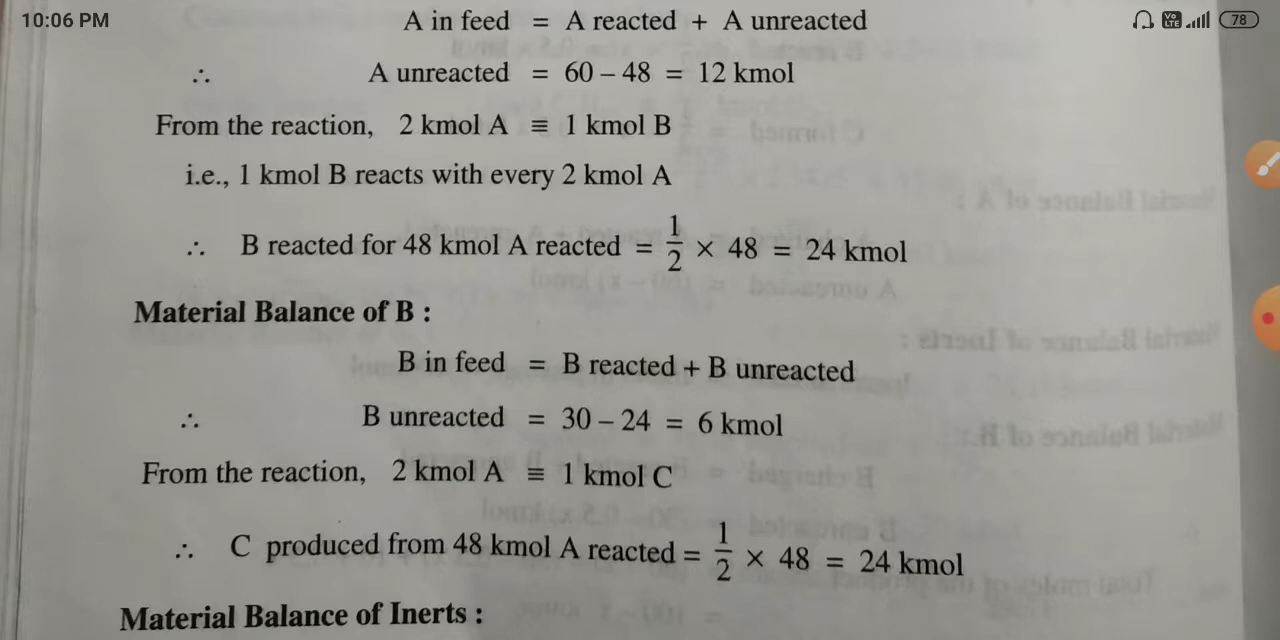 10:06 PM
Vo LTE 78
A in feed = A reacted + A unreacted
∴ A unreacted = 60 – 48 = 12 kmol
From the reaction, 2 kmol A ≡ 1 kmol B
i.e., 1 kmol B reacts with every 2 kmol A
∴ B reacted for 48 kmol A reacted = 1/2 × 48 = 24 kmol
Material Balance of B :
B in feed = B reacted + B unreacted
∴ B unreacted = 30 – 24 = 6 kmol
From the reaction, 2 kmol A ≡ 1 kmol C
∴ C produced from 48 kmol A reacted = 1/2 × 48 = 24 kmol
Material Balance of Inerts :